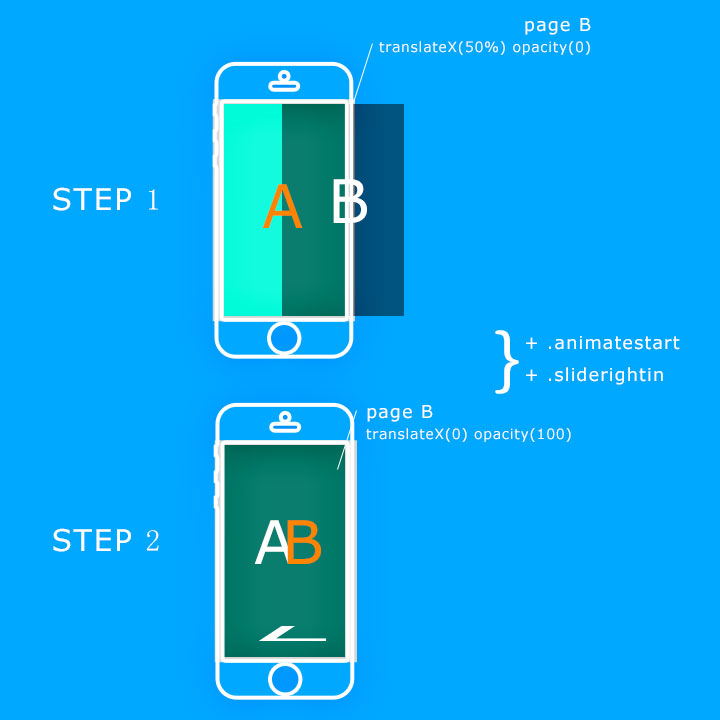 page B
translateX(50%) opacity(0)
STEP 1
A B
} + .animatestart
+ .sliderightin
page B
translateX(0) opacity(100)
STEP 2
AB